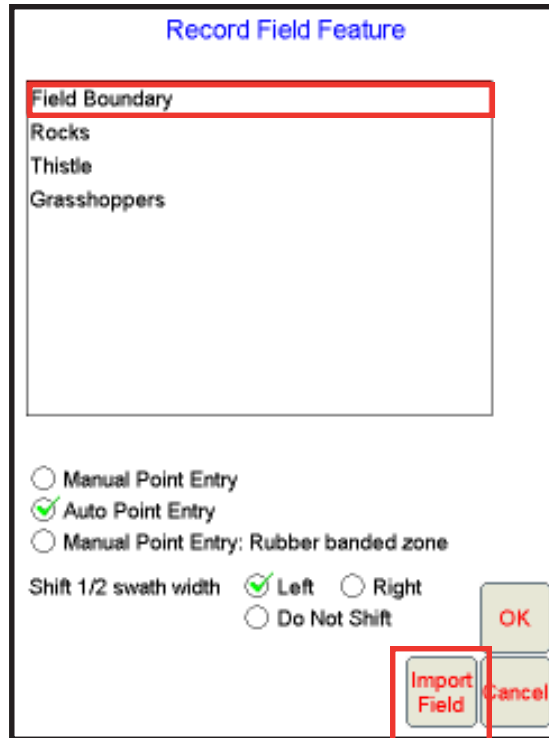 Record Field Feature
Field Boundary
Rocks
Thistle
Grasshoppers
Manual Point Entry
Auto Point Entry
Manual Point Entry: Rubber banded zone
Shift 1/2 swath width Left Right
Do Not Shift
OK
Import
Field
Cancel